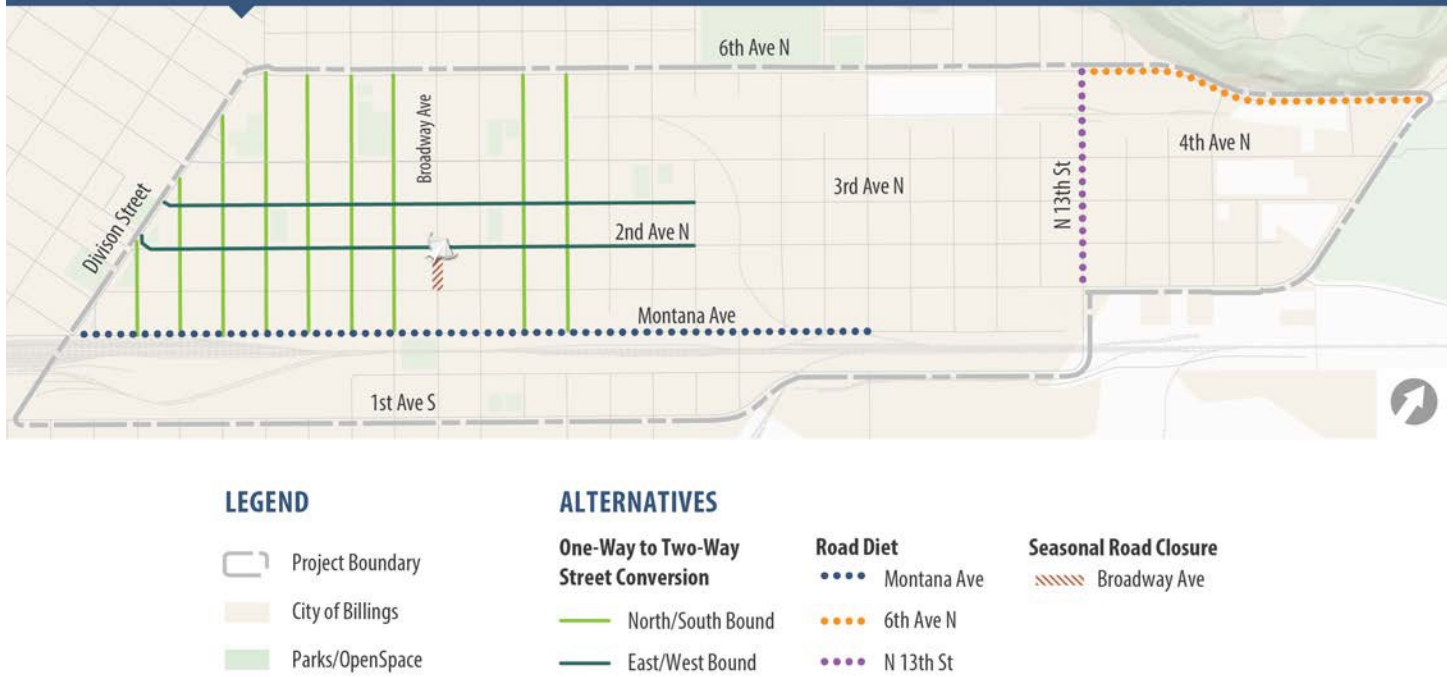 6th Ave N
Broadway Ave
4th Ave N
3rd Ave N
N 13th St
Divison Street
2nd Ave N
Montana Ave
1st Ave S
LEGEND
Project Boundary
City of Billings
Parks/OpenSpace
ALTERNATIVES
One-Way to Two-Way
Street Conversion
North/South Bound
East/West Bound
Road Diet
Montana Ave
6th Ave N
N 13th St
Seasonal Road Closure
Broadway Ave